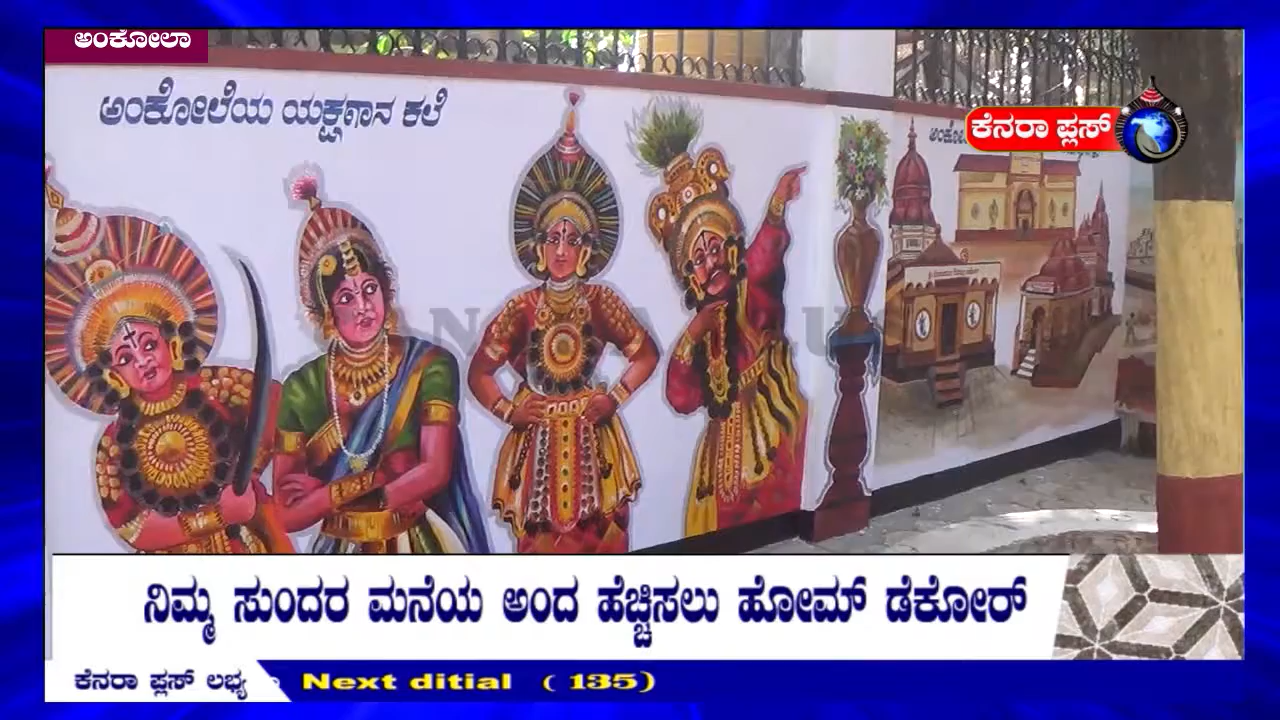 ಅಂಕೋಲಾ
ಅಂಕೋಲೆಯ ಯಕ್ಷಗಾನ ಕಲೆ
ಕೆನರಾ ಪ್ಲಸ್
ನಿಮ್ಮ ಸುಂದರ ಮನೆಯ ಅಂದ ಹೆಚ್ಚಿಸಲು ಹೋಮ್ ಡೆಕೋರ್
ಕೆನರಾ ಪ್ಲಸ್ ಲಭ್ಯ
Next ditial ( 135)